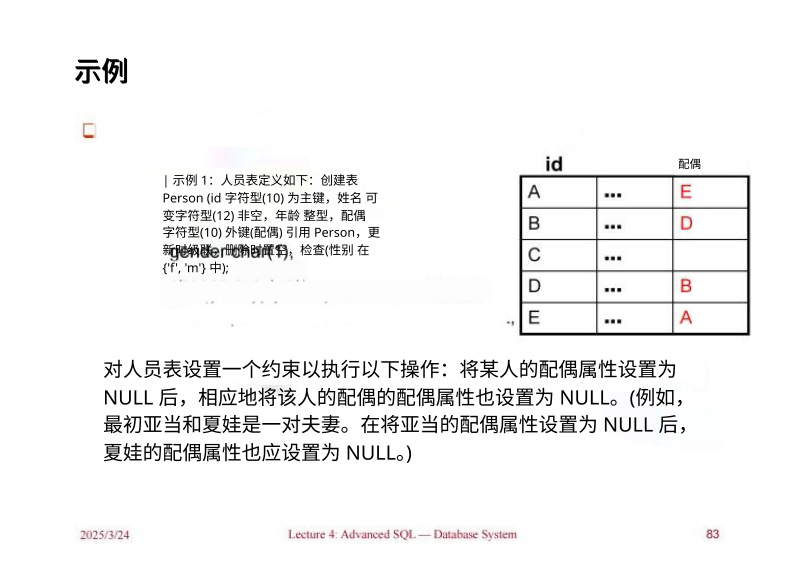 示例
| 示例 1：人员表定义如下：创建表
Person (id 字符型(10) 为主键，姓名 可
变字符型(12) 非空，年龄 整型，配偶
字符型(10) 外键(配偶) 引用 Person，更
新时级联，删除时置空，检查(性别 在
gender char(1),
{'f', 'm'} 中);
id 配偶
A ... E
B ... D
C ...
D ... B
E ... A
.,
对人员表设置一个约束以执行以下操作：将某人的配偶属性设置为
NULL 后，相应地将该人的配偶的配偶属性也设置为 NULL。(例如，
最初亚当和夏娃是一对夫妻。在将亚当的配偶属性设置为 NULL 后，
夏娃的配偶属性也应设置为 NULL。)
2025/3/24 Lecture 4: Advanced SQL — Database System 83